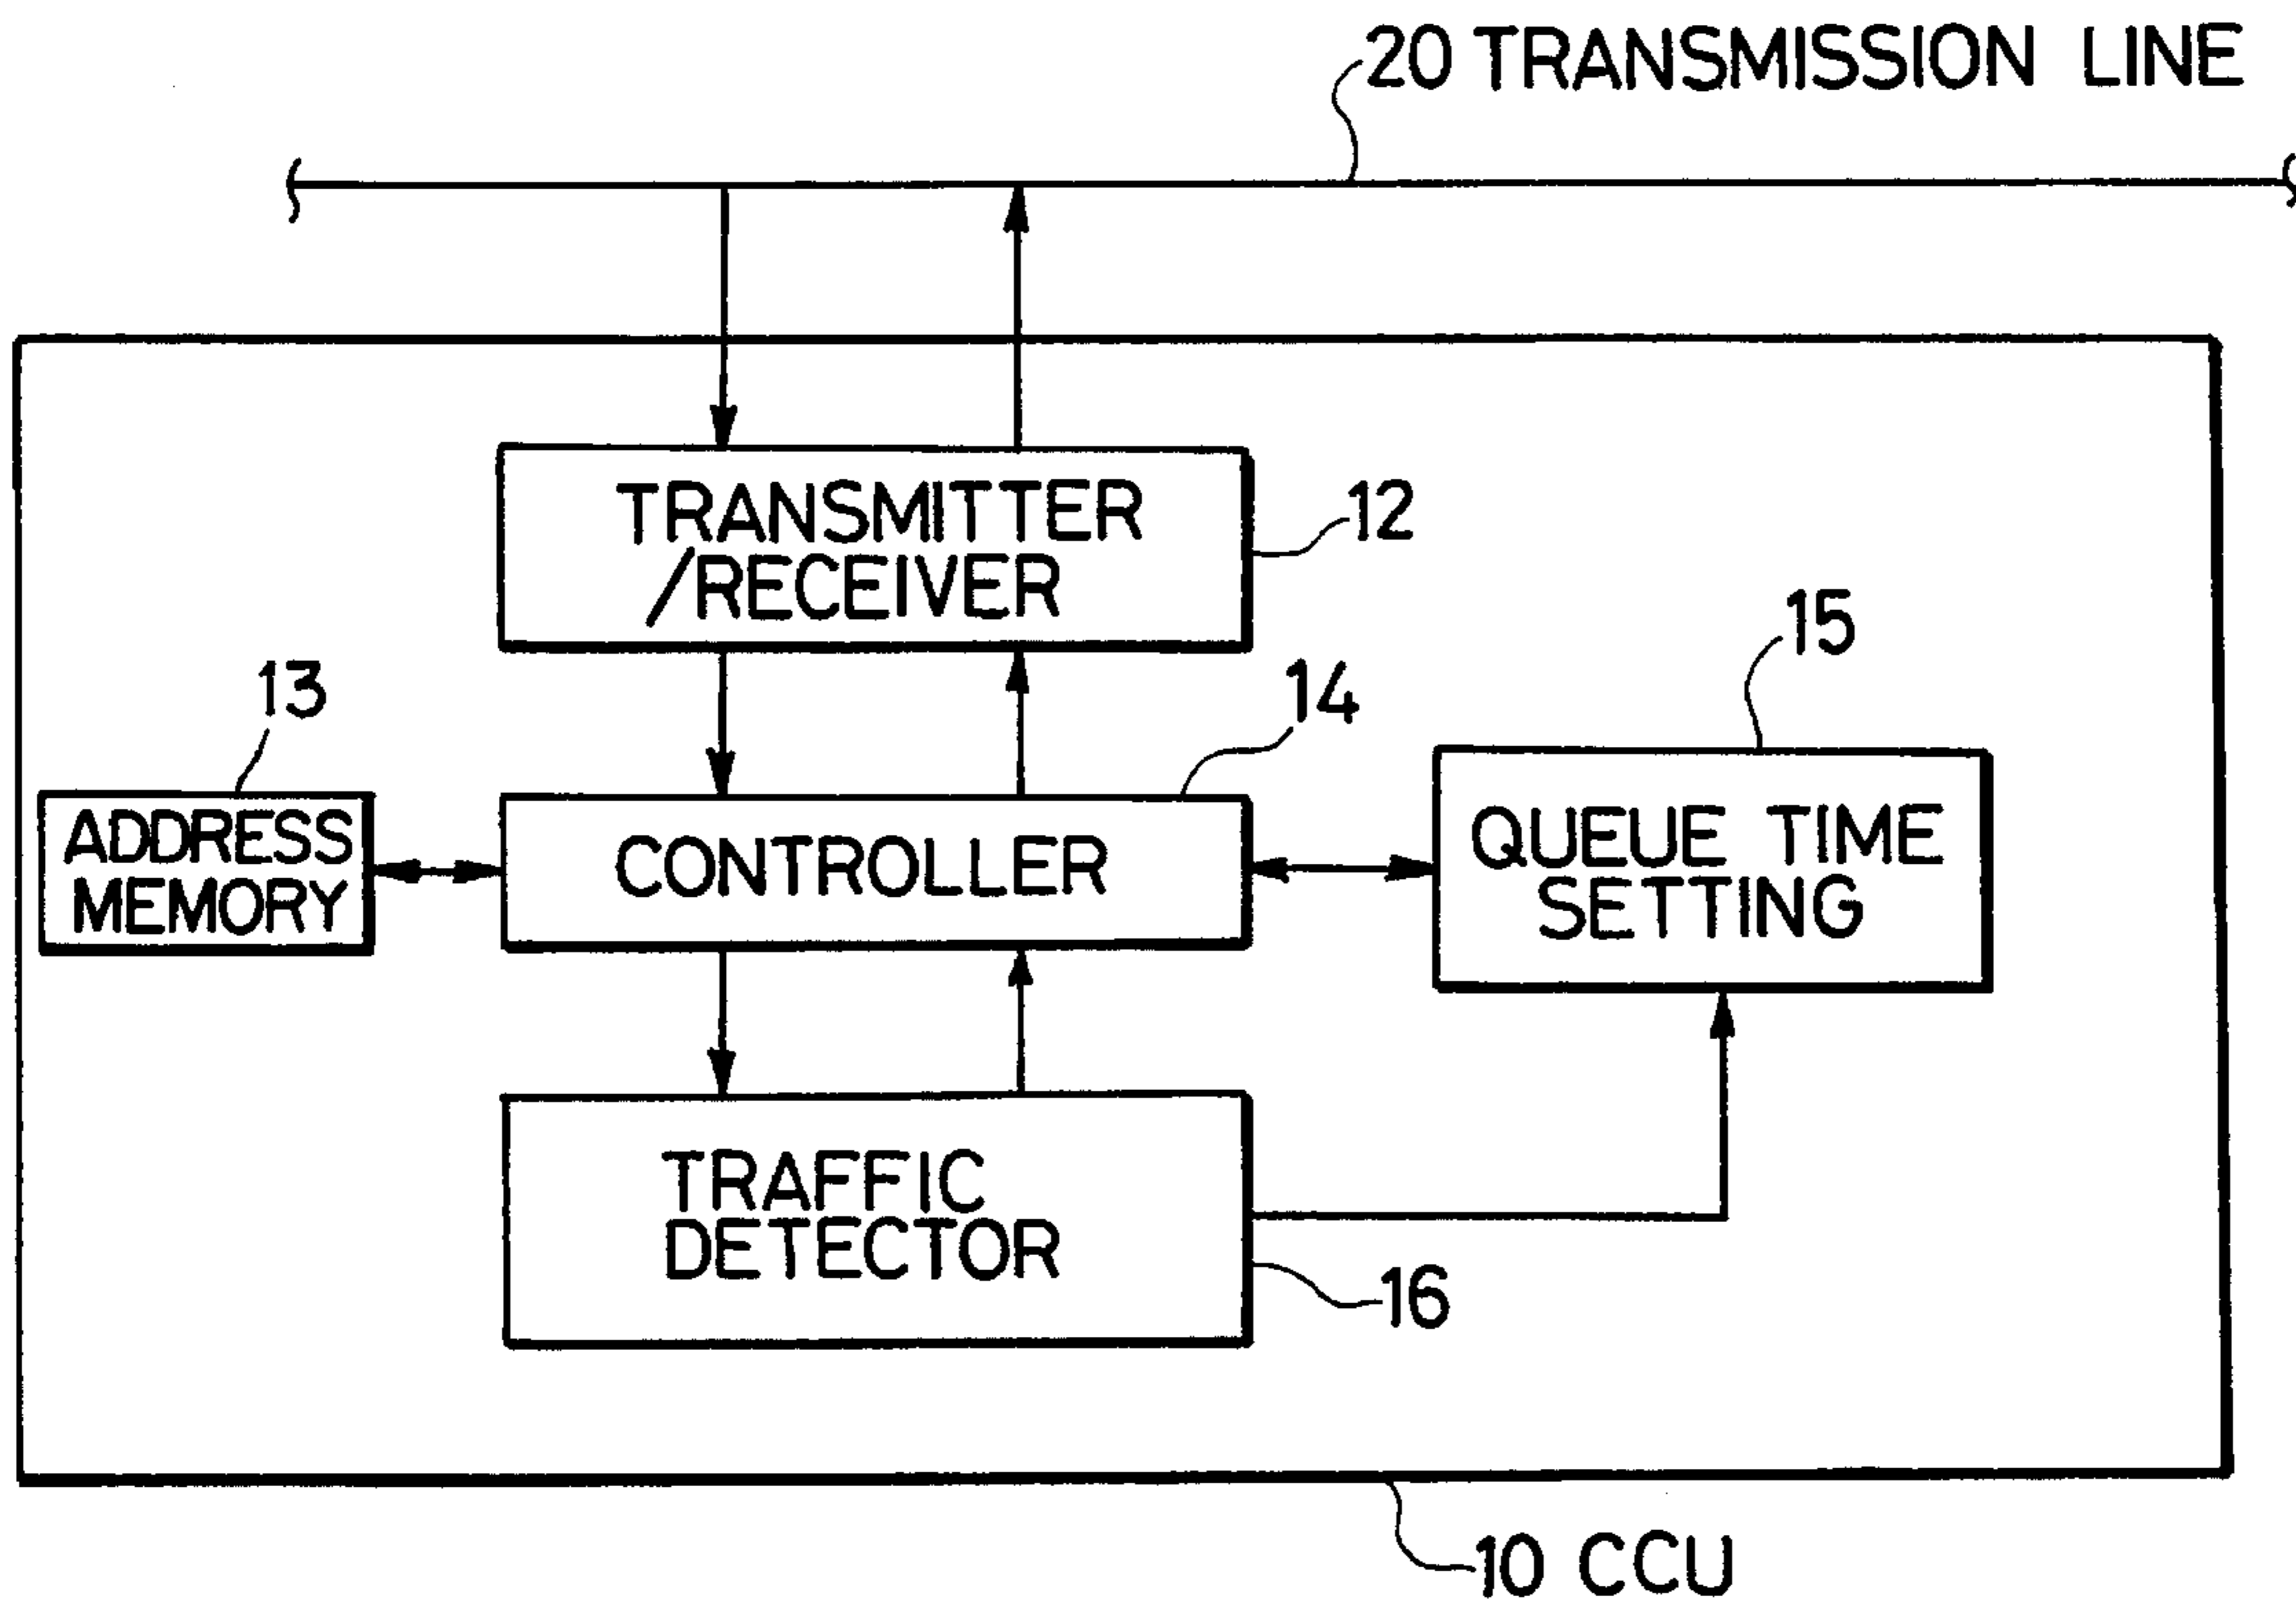 20 TRANSMISSION LINE
TRANSMITTER
/RECEIVER
12
13
14
15
ADDRESS
MEMORY
CONTROLLER
QUEUE TIME
SETTING
TRAFFIC
DETECTOR
16
10 CCU